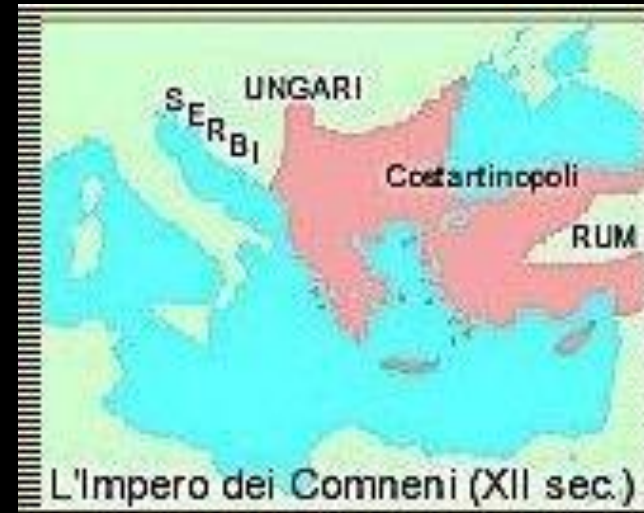 UNGARI
SERBI
Costartinopoli
RUM
L'Impero dei Comneni (XII sec.)